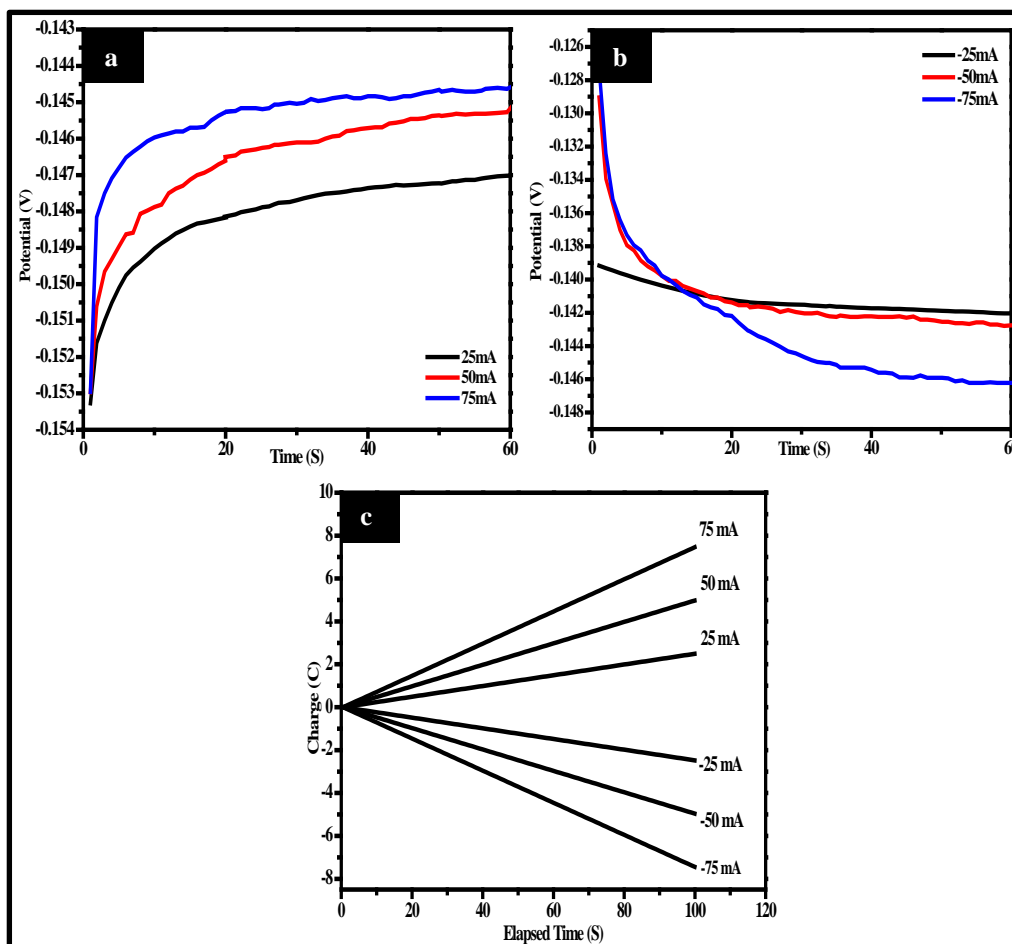 a
-0.143
-0.144
-0.145
-0.146
-0.147
-0.148
-0.149
-0.150
-0.151
-0.152
-0.153
-0.154
Potential (V)
25mA
50mA
75mA
0 20 40 60
Time (S)
b
-0.126
-0.128
-0.130
-0.132
-0.134
-0.136
-0.138
-0.140
-0.142
-0.144
-0.146
-0.148
Potential (V)
-25mA
-50mA
-75mA
0 20 40 60
Time (S)
c
10
8
6
4
2
0
-2
-4
-6
-8
Charge (C)
75 mA
50 mA
25 mA
-25 mA
-50 mA
-75 mA
0 20 40 60 80 100 120
Elapsed Time (S)